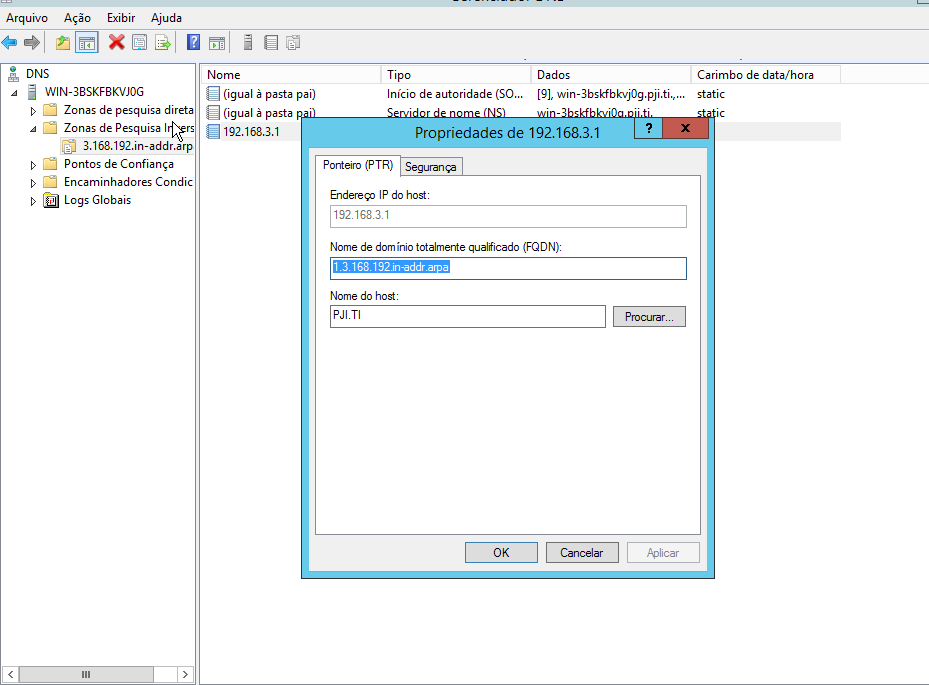 Arquivo Ação Exibir Ajuda
DNS
WIN-3BSKFBKVJ0G
Zonas de pesquisa direta
Zonas de Pesquisa Invers
3.168.192.in-addr.arp
Pontos de Confiança
Encaminhadores Condic
Logs Globais
Nome Tipo Dados Carimbo de data/hora
(igual à pasta pai) Início de autoridade (SO... [9], win-3bskfbkvj0g.pji.ti.,... static
(igual à pasta pai) Servidor de nome (NS) win-3bskfbkvj0g.pji.ti. static
192.168.3.1
Propriedades de 192.168.3.1 ? x
Ponteiro (PTR) Segurança
Endereço IP do host:
192.168.3.1
Nome de domínio totalmente qualificado (FQDN):
1.3.168.192.in-addr.arpa
Nome do host:
PJI.TI Procurar...
OK Cancelar Aplicar